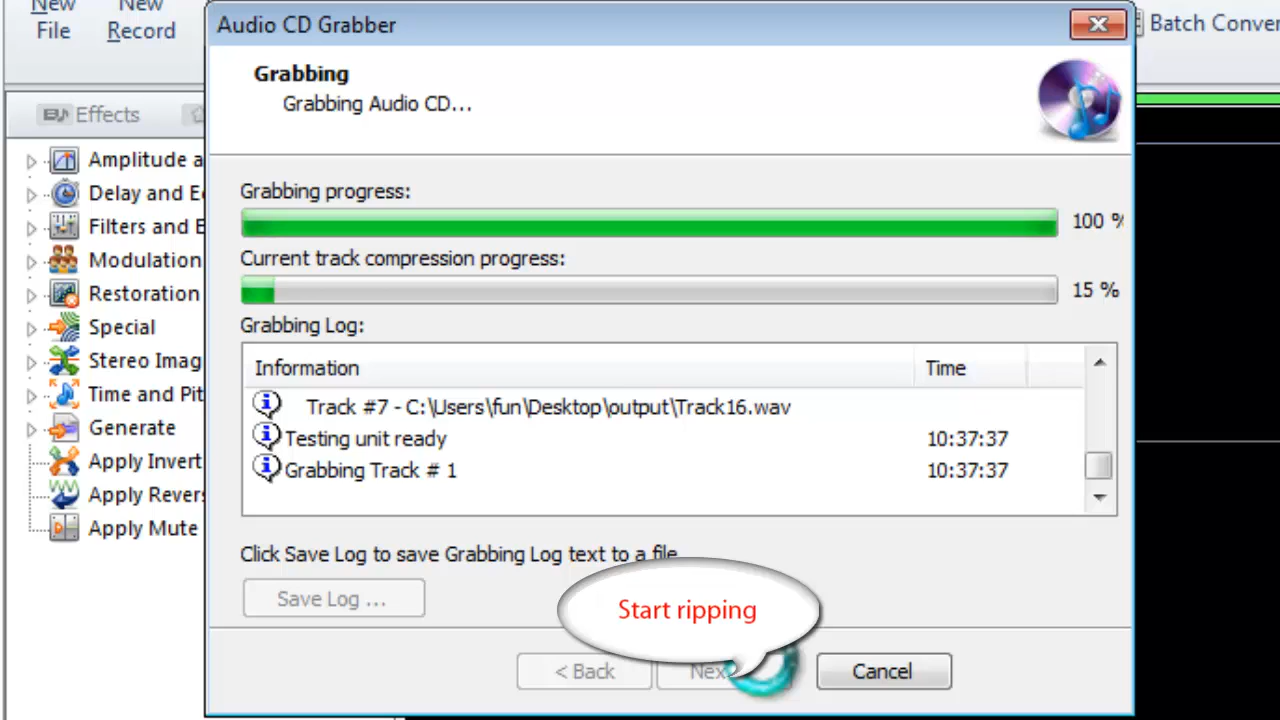 New
File
New
Record
Audio CD Grabber
Batch Conver
Grabbing
Grabbing Audio CD...
Effects
Amplitude a
Delay and E
Filters and E
Modulation
Restoration
Special
Stereo Imag
Time and Pit
Generate
Apply Invert
Apply Rever
Apply Mute
Grabbing progress:
100 %
Current track compression progress:
15 %
Grabbing Log:
Information
Time
Track #7 - C:\Users\fun\Desktop\output\Track16.wav
Testing unit ready
10:37:37
Grabbing Track # 1
10:37:37
Click Save Log to save Grabbing Log text to a file
Save Log ...
Start ripping
< Back
Nex
Cancel